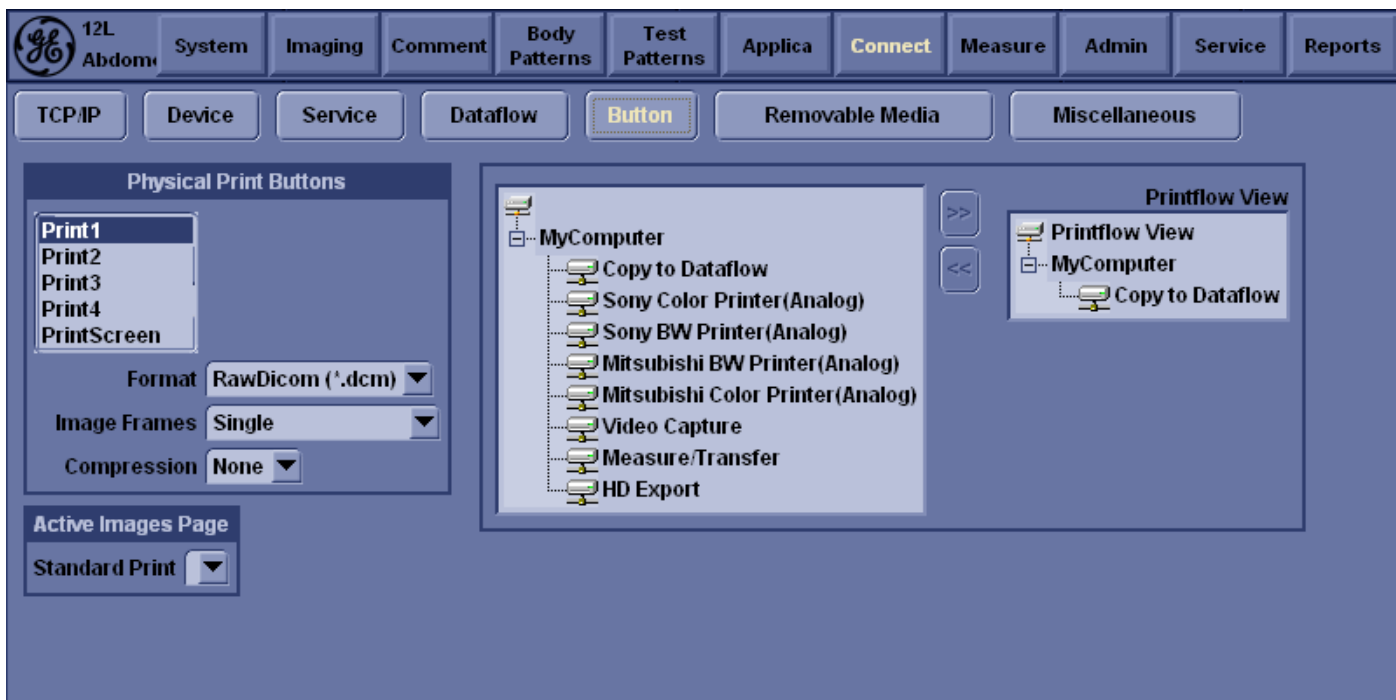 12L
Abdome
System
Imaging
Comment
Body
Patterns
Test
Patterns
Applica
Connect
Measure
Admin
Service
Reports
TCP/IP
Device
Service
Dataflow
Button
Removable Media
Miscellaneous
Physical Print Buttons
Print1
Print2
Print3
Print4
PrintScreen
Format RawDicom (*.dcm)
Image Frames Single
Compression None
Active Images Page
Standard Print
MyComputer
Copy to Dataflow
Sony Color Printer(Analog)
Sony BW Printer(Analog)
Mitsubishi BW Printer(Analog)
Mitsubishi Color Printer(Analog)
Video Capture
Measure/Transfer
HD Export
>>
<<
Printflow View
Printflow View
MyComputer
Copy to Dataflow